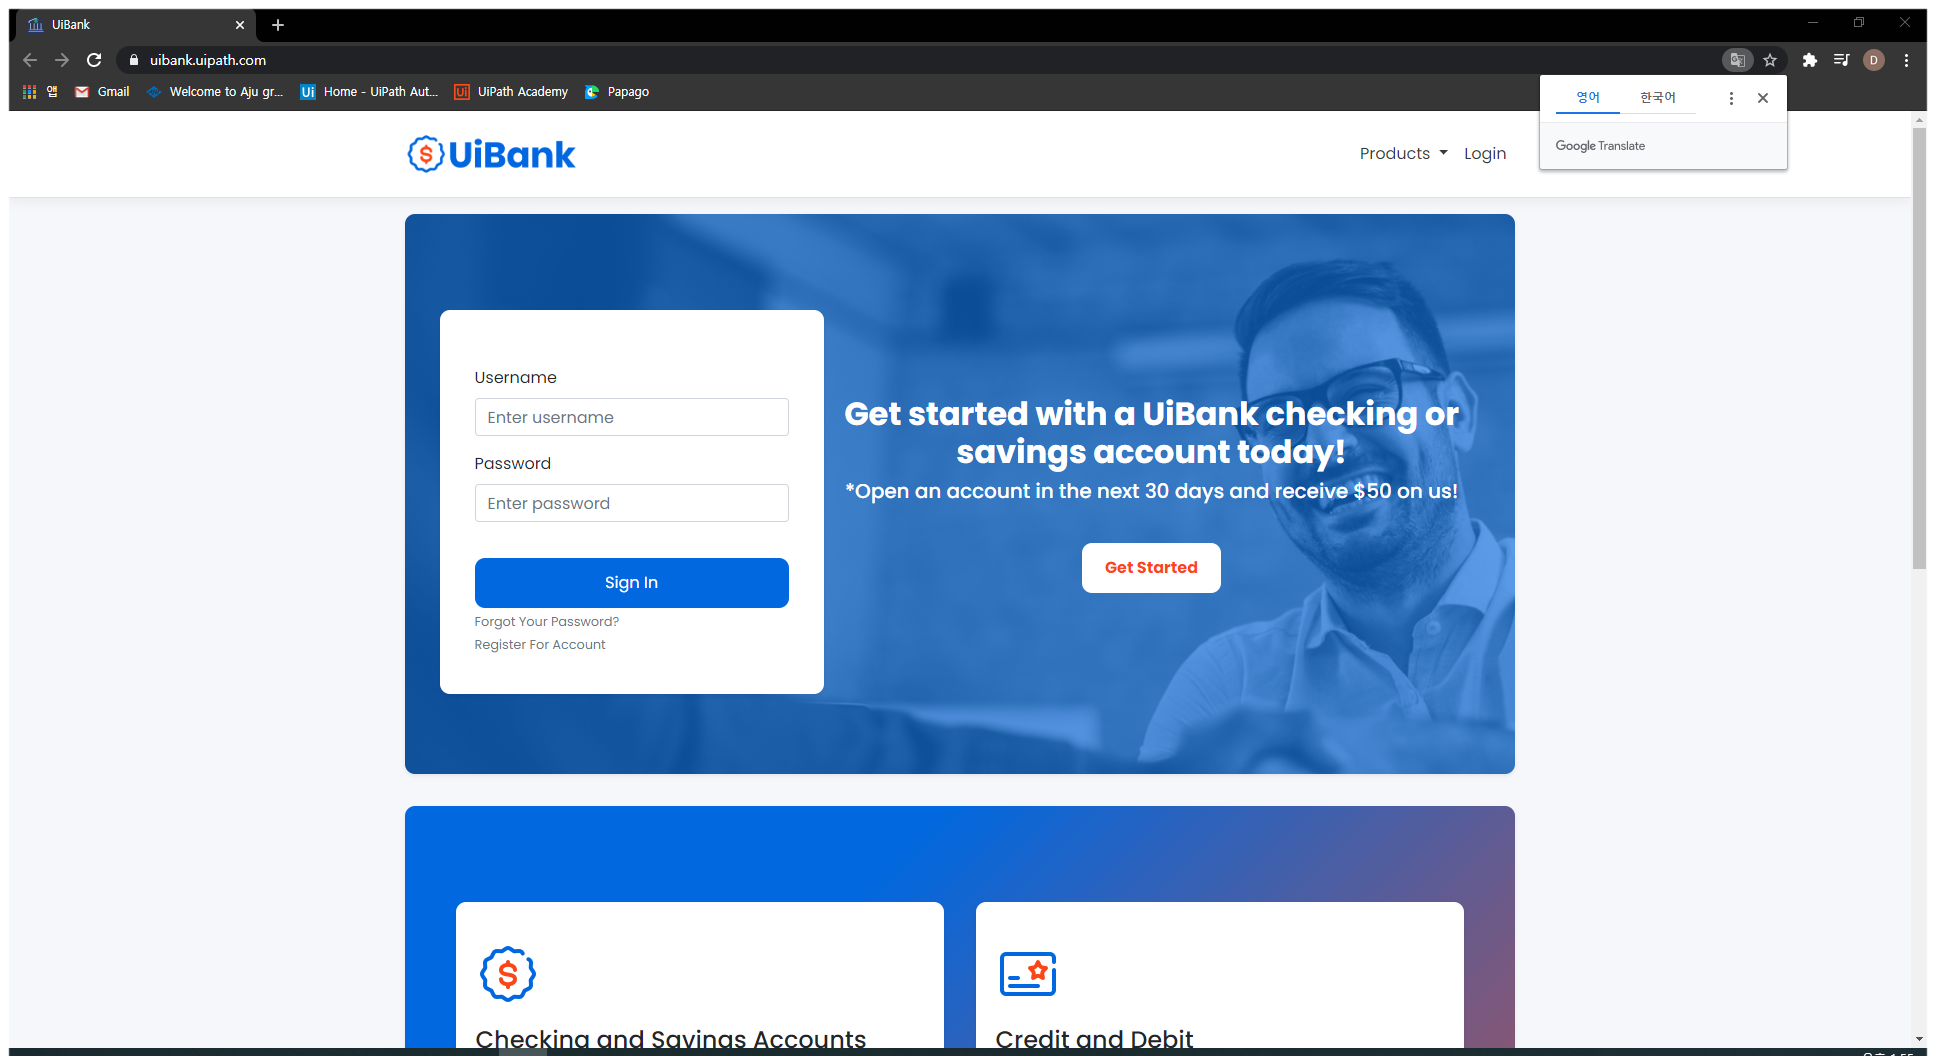 UiBank
uibank.uipath.com
앱
Gmail
Welcome to Aju gr...
Ui
Home - UiPath Aut...
Ui
UiPath Academy
Papago
D
영어
한국어
Google Translate
$
UiBank
Products
Login
Username
Enter username
Password
Enter password
Sign In
Forgot Your Password?
Register For Account
Get started with a UiBank checking or
savings account today!
*Open an account in the next 30 days and receive $50 on us!
Get Started
$
Checking and Savings Accounts
Credit and Debit